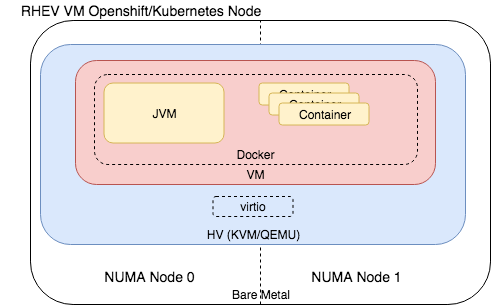 RHEV VM Openshift/Kubernetes Node
JVM
Container
Container
Container
Docker
VM
virtio
HV (KVM/QEMU)
NUMA Node 0
NUMA Node 1
Bare Metal